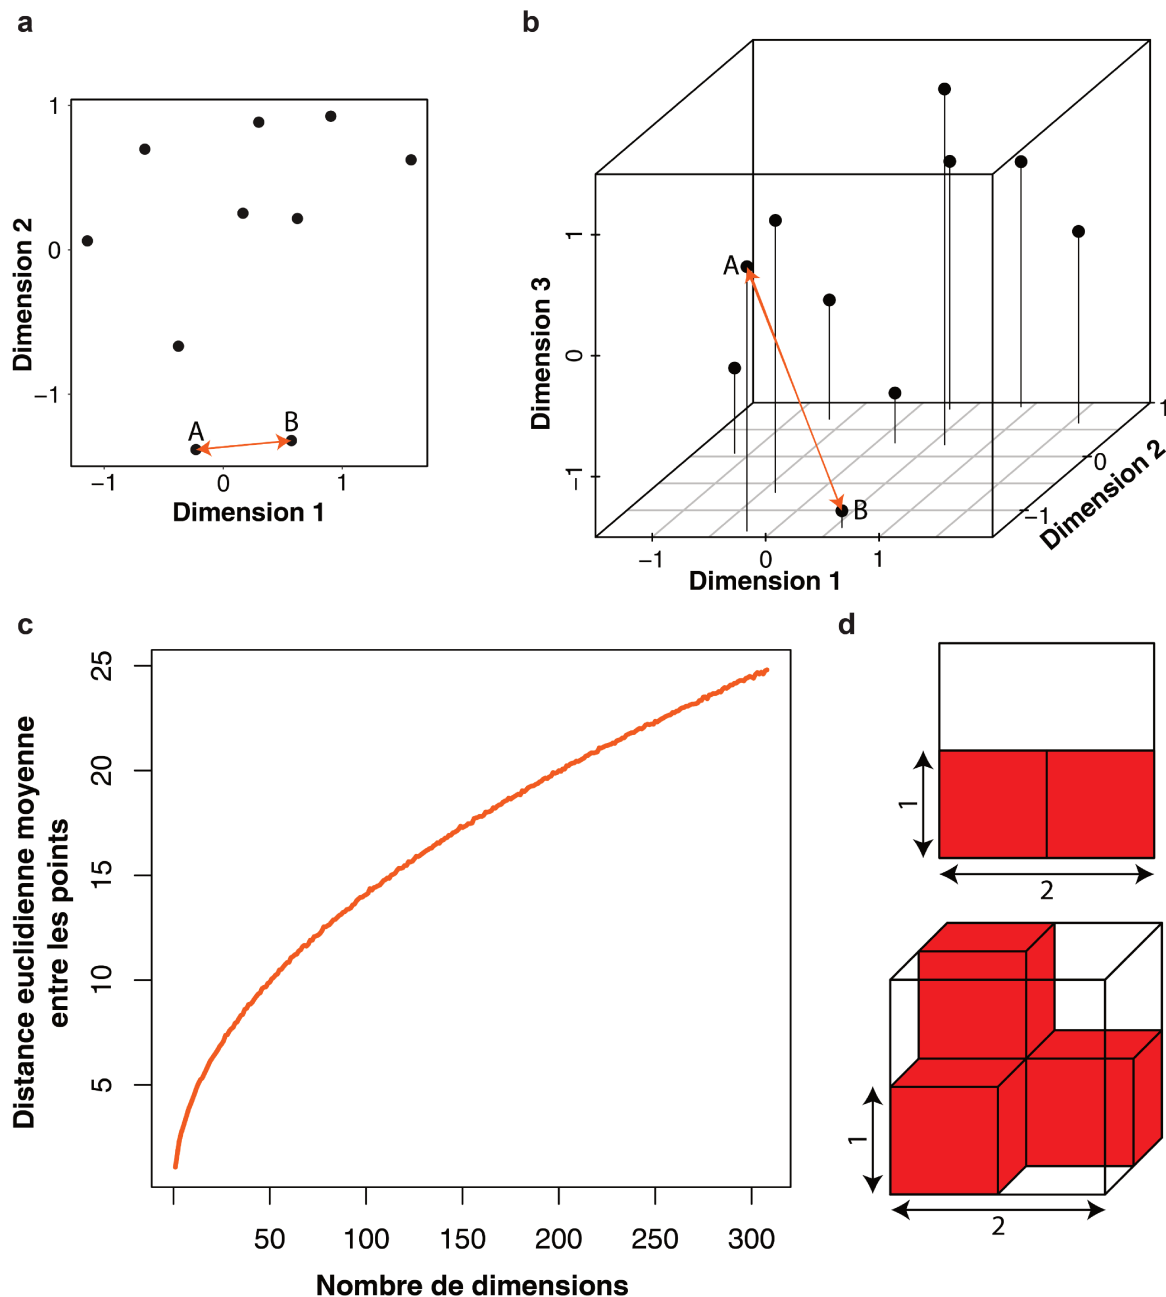 a
1
0
−1
Dimension 2
A
B
−1 0 1
Dimension 1
b
1
0
−1
Dimension 3
A
B
−1 0 1
Dimension 1
−1
0
1
Dimension 2
c
25
20
15
10
5
Distance euclidienne moyenne
entre les points
50 100 150 200 250 300
Nombre de dimensions
d
1
2
1
2